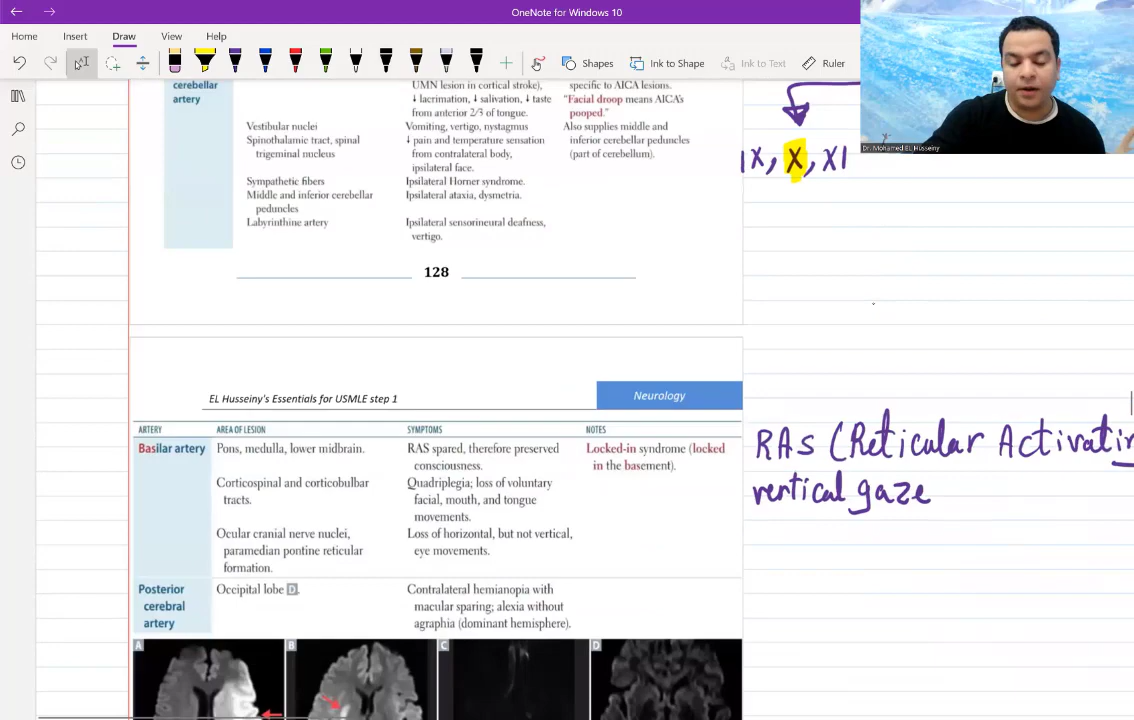 OneNote for Windows 10
Home Insert Draw View Help
Shapes Ink to Shape Ink to Text Ruler
Dr. Mohamed EL Husseiny
cerebellar
artery
UMN lesion in cortical stroke),
↓ lacrimation, ↓ salivation, ↓ taste
from anterior 2/3 of tongue.
specific to AICA lesions.
"Facial droop means AICA's
pooped."
Vestibular nuclei
Vomiting, vertigo, nystagmus
Also supplies middle and
inferior cerebellar peduncles
(part of cerebellum).
Spinothalamic tract, spinal
trigeminal nucleus
↓ pain and temperature sensation
from contralateral body,
ipsilateral face.
Sympathetic fibers
Ipsilateral Horner syndrome.
Middle and inferior cerebellar
peduncles
Ipsilateral ataxia, dysmetria.
Labyrinthine artery
Ipsilateral sensorineural deafness,
vertigo.
IX, X, XI
128
EL Husseiny's Essentials for USMLE step 1
Neurology
ARTERY AREA OF LESION SYMPTOMS NOTES
Basilar artery
Pons, medulla, lower midbrain.
RAS spared, therefore preserved
consciousness.
Locked-in syndrome (locked
in the basement).
Corticospinal and corticobulbar
tracts.
Quadriplegia; loss of voluntary
facial, mouth, and tongue
movements.
Ocular cranial nerve nuclei,
paramedian pontine reticular
formation.
Loss of horizontal, but not vertical,
eye movements.
Posterior
cerebral
artery
Occipital lobe D.
Contralateral hemianopia with
macular sparing; alexia without
agraphia (dominant hemisphere).
RAs (Reticular Activatin
vertical gaze
A B C D